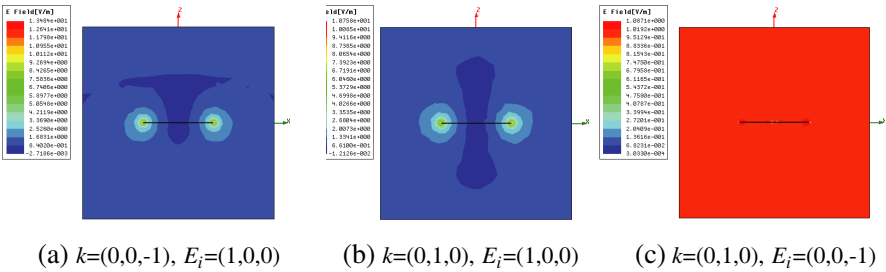 E Field[V/m]
1.3484e+001
1.2641e+001
1.1798e+001
1.0955e+001
1.0112e+001
9.2694e+000
8.4265e+000
7.5836e+000
6.7406e+000
5.8977e+000
5.0548e+000
4.2119e+000
3.3690e+000
2.5260e+000
1.6831e+000
8.4020e-001
-2.7186e-003
Z
X
(a) k=(0,0,-1), Ei=(1,0,0)
E Field[V/m]
1.0758e+001
1.0085e+001
9.4116e+000
8.7385e+000
8.0654e+000
7.3923e+000
6.7191e+000
6.0460e+000
5.3729e+000
4.6998e+000
4.0266e+000
3.3535e+000
2.6804e+000
2.0073e+000
1.3341e+000
6.6100e-001
-1.2126e-002
Z
X
(b) k=(0,1,0), Ei=(1,0,0)
E Field[V/m]
1.0871e+000
1.0192e+000
9.5129e-001
8.8336e-001
8.1543e-001
7.4750e-001
6.7958e-001
6.1165e-001
5.4372e-001
4.7580e-001
4.0787e-001
3.3994e-001
2.7201e-001
2.0409e-001
1.3616e-001
6.8232e-002
3.0330e-004
Z
X
(c) k=(0,1,0), Ei=(0,0,-1)